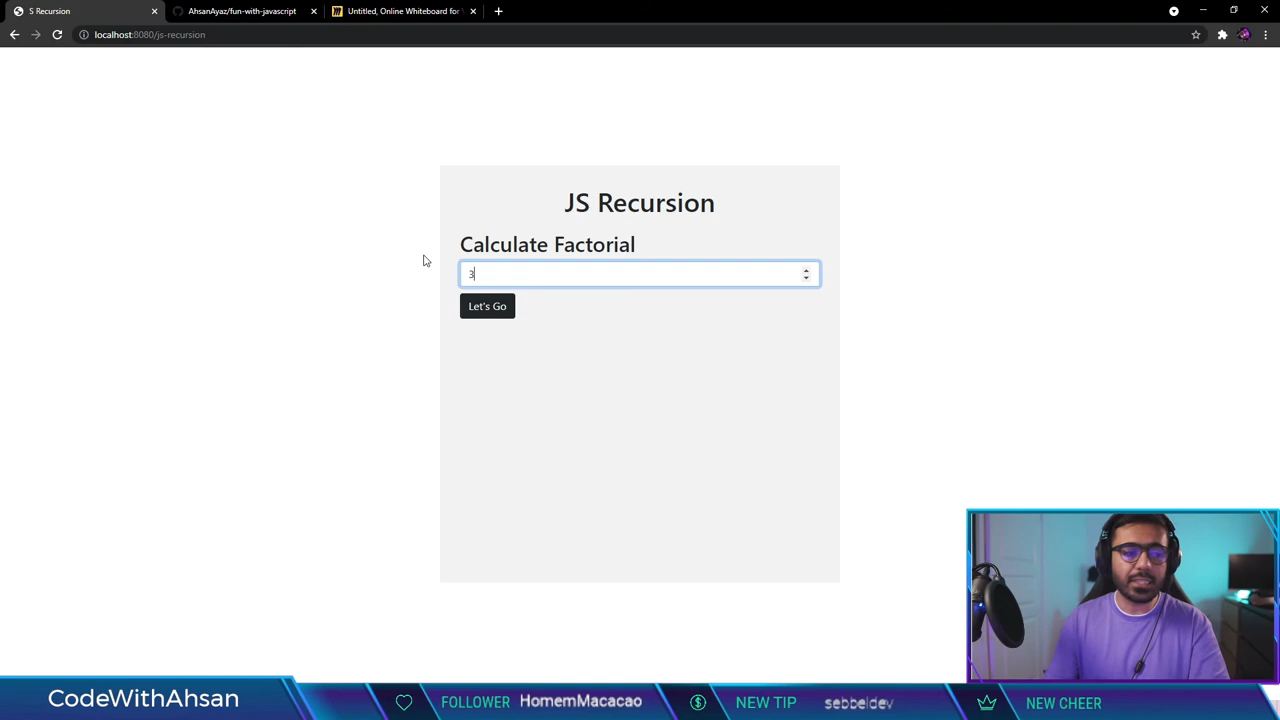 S Recursion
AhsanAyaz/fun-with-javascript
Untitled, Online Whiteboard for
localhost:8080/js-recursion
JS Recursion
Calculate Factorial
3
Let's Go
CodeWithAhsan
FOLLOWER HomemMacacao
NEW TIP sebbeldev
NEW CHEER